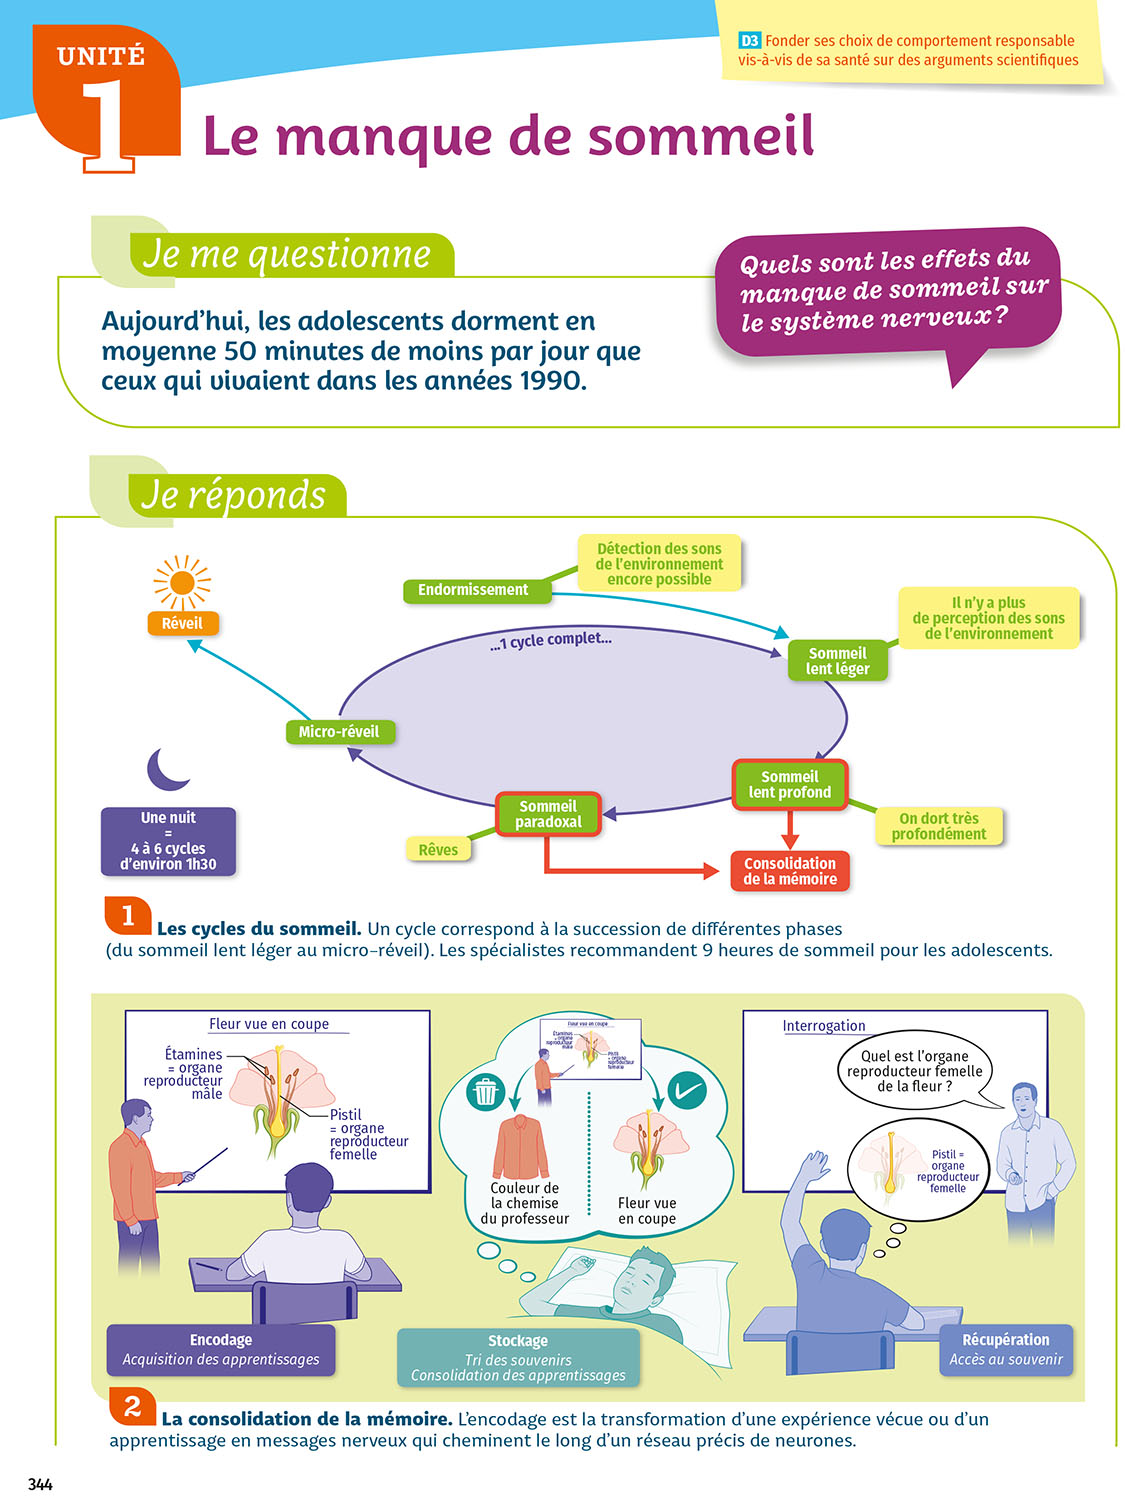 UNITÉ
1
D3 Fonder ses choix de comportement responsable
vis-à-vis de sa santé sur des arguments scientifiques
Le manque de sommeil
Je me questionne
Aujourd'hui, les adolescents dorment en
moyenne 50 minutes de moins par jour que
ceux qui vivaient dans les années 1990.
Quels sont les effets du
manque de sommeil sur
le système nerveux ?
Je réponds
Réveil
Endormissement
Détection des sons
de l'environnement
encore possible
...1 cycle complet...
Sommeil
lent léger
Il n'y a plus
de perception des sons
de l'environnement
Micro-réveil
Sommeil
lent profond
On dort très
profondément
Sommeil
paradoxal
Rêves
Consolidation
de la mémoire
Une nuit
=
4 à 6 cycles
d'environ 1h30
1 Les cycles du sommeil. Un cycle correspond à la succession de différentes phases
(du sommeil lent léger au micro-réveil). Les spécialistes recommandent 9 heures de sommeil pour les adolescents.
Fleur vue en coupe
Étamines
= organe
reproducteur
mâle
Pistil
= organe
reproducteur
femelle
Encodage
Acquisition des apprentissages
Fleur vue en coupe
Étamines
= organe
reproducteur
mâle
Pistil
= organe
reproducteur
femelle
Couleur de
la chemise
du professeur
Fleur vue
en coupe
Stockage
Tri des souvenirs
Consolidation des apprentissages
Interrogation
Quel est l'organe
reproducteur femelle
de la fleur ?
Pistil =
organe
reproducteur
femelle
Récupération
Accès au souvenir
2 La consolidation de la mémoire. L'encodage est la transformation d'une expérience vécue ou d'un
apprentissage en messages nerveux qui cheminent le long d'un réseau précis de neurones.
344